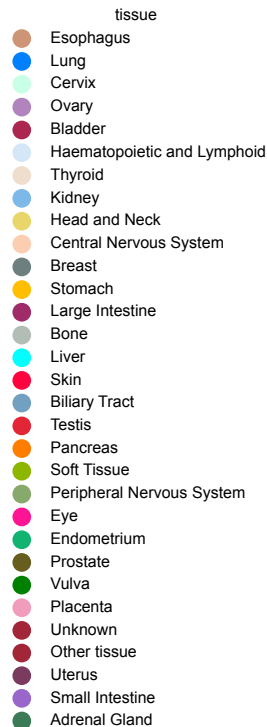 tissue
Esophagus
Lung
Cervix
Ovary
Bladder
Haematopoietic and Lymphoid
Thyroid
Kidney
Head and Neck
Central Nervous System
Breast
Stomach
Large Intestine
Bone
Liver
Skin
Biliary Tract
Testis
Pancreas
Soft Tissue
Peripheral Nervous System
Eye
Endometrium
Prostate
Vulva
Placenta
Unknown
Other tissue
Uterus
Small Intestine
Adrenal Gland